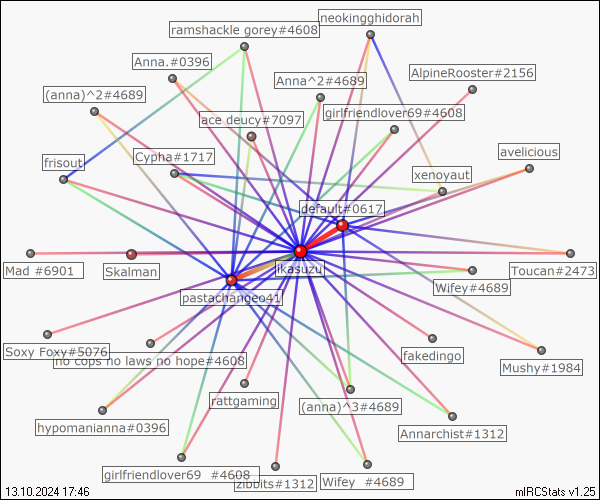 neokingghidorah
ramshackle gorey#4608
Anna.#0396
AlpineRooster#2156
Anna^2#4689
(anna)^2#4689
girlfriendlover69#4608
ace deucy#7097
avelicious
Cypha#1717
frisout
xenoyaut
default#0617
Mad #6901
Skalman
ikasuzu
Toucan#2473
Wifey#4689
pastachangeo41
Soxy Foxy#5076
fakedingo
no cops no laws no hope#4608
Mushy#1984
rattgaming
(anna)^3#4689
hypomanianna#0396
Annarchist#1312
girlfriendlover69 #4608
zibbits#1312
Wifey #4689
13.10.2024 17:46
mIRCStats v1.25